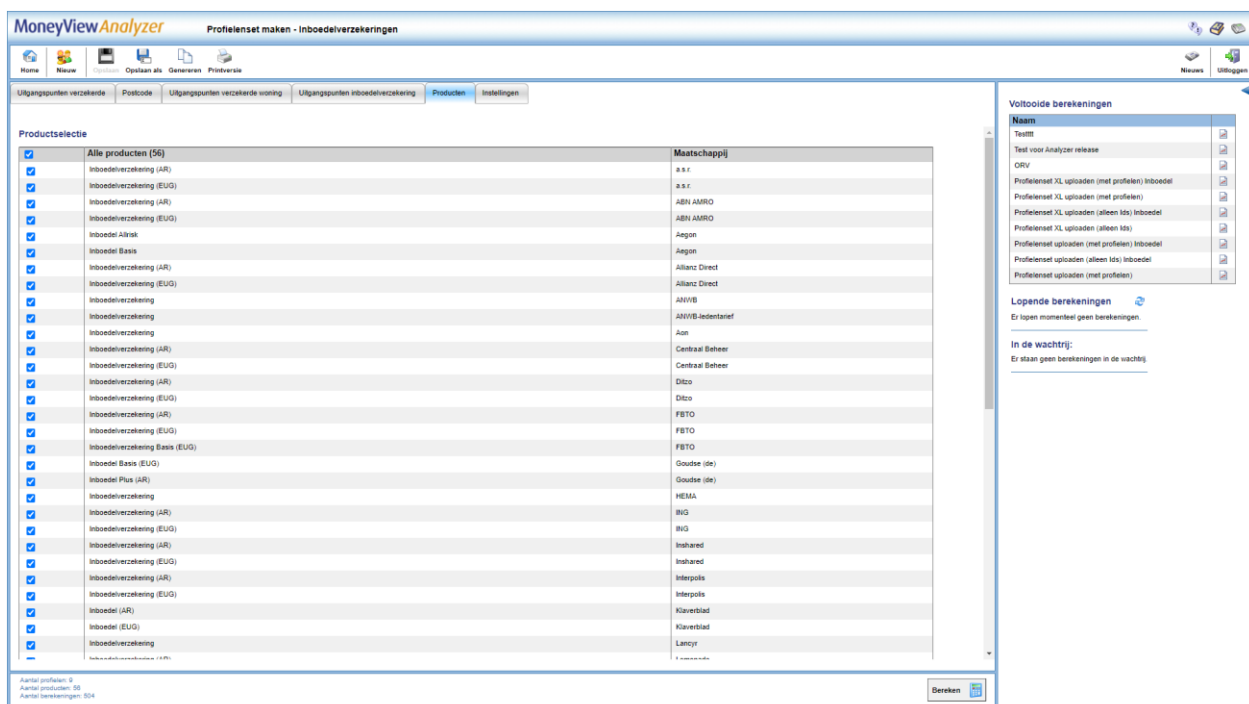 MoneyView Analyzer
Profielenset maken - Inboedelverzekeringen
Home Nieuw Opslaan Opslaan als Genereren Printversie Nieuws Uitloggen
Uitgangspunten verzekerde Postcode Uitgangspunten verzekerde woning Uitgangspunten inboedelverzekering Producten Instellingen
Productselectie
Alle producten (56) Maatschappij
Inboedelverzekering (AR) a.s.r.
Inboedelverzekering (EUG) a.s.r.
Inboedelverzekering (AR) ABN AMRO
Inboedelverzekering (EUG) ABN AMRO
Inboedel Allrisk Aegon
Inboedel Basis Aegon
Inboedelverzekering (AR) Allianz Direct
Inboedelverzekering (EUG) Allianz Direct
Inboedelverzekering ANWB
Inboedelverzekering ANWB-ledentarief
Inboedelverzekering Aon
Inboedelverzekering (AR) Centraal Beheer
Inboedelverzekering (EUG) Centraal Beheer
Inboedelverzekering (AR) Ditzo
Inboedelverzekering (EUG) Ditzo
Inboedelverzekering (AR) FBTO
Inboedelverzekering (EUG) FBTO
Inboedelverzekering Basis (EUG) FBTO
Inboedel Basis (EUG) Goudse (de)
Inboedel Plus (AR) Goudse (de)
Inboedelverzekering HEMA
Inboedelverzekering (AR) ING
Inboedelverzekering (EUG) ING
Inboedelverzekering (AR) Inshared
Inboedelverzekering (EUG) Inshared
Inboedelverzekering (AR) Interpolis
Inboedelverzekering (EUG) Interpolis
Inboedel (AR) Klaverblad
Inboedel (EUG) Klaverblad
Inboedelverzekering Lancyr
Inboedelverzekering (AR) Lemonade
Aantal profielen: 9
Aantal producten: 56
Aantal berekeningen: 504
Bereken
Voltooide berekeningen
Naam
Testttt
Test voor Analyzer release
ORV
Profielenset XL uploaden (met profielen) Inboedel
Profielenset XL uploaden (met profielen)
Profielenset XL uploaden (alleen Ids) Inboedel
Profielenset XL uploaden (alleen Ids)
Profielenset uploaden (met profielen) Inboedel
Profielenset uploaden (alleen Ids) Inboedel
Profielenset uploaden (met profielen)
Lopende berekeningen
Er lopen momenteel geen berekeningen.
In de wachtrij:
Er staan geen berekeningen in de wachtrij.